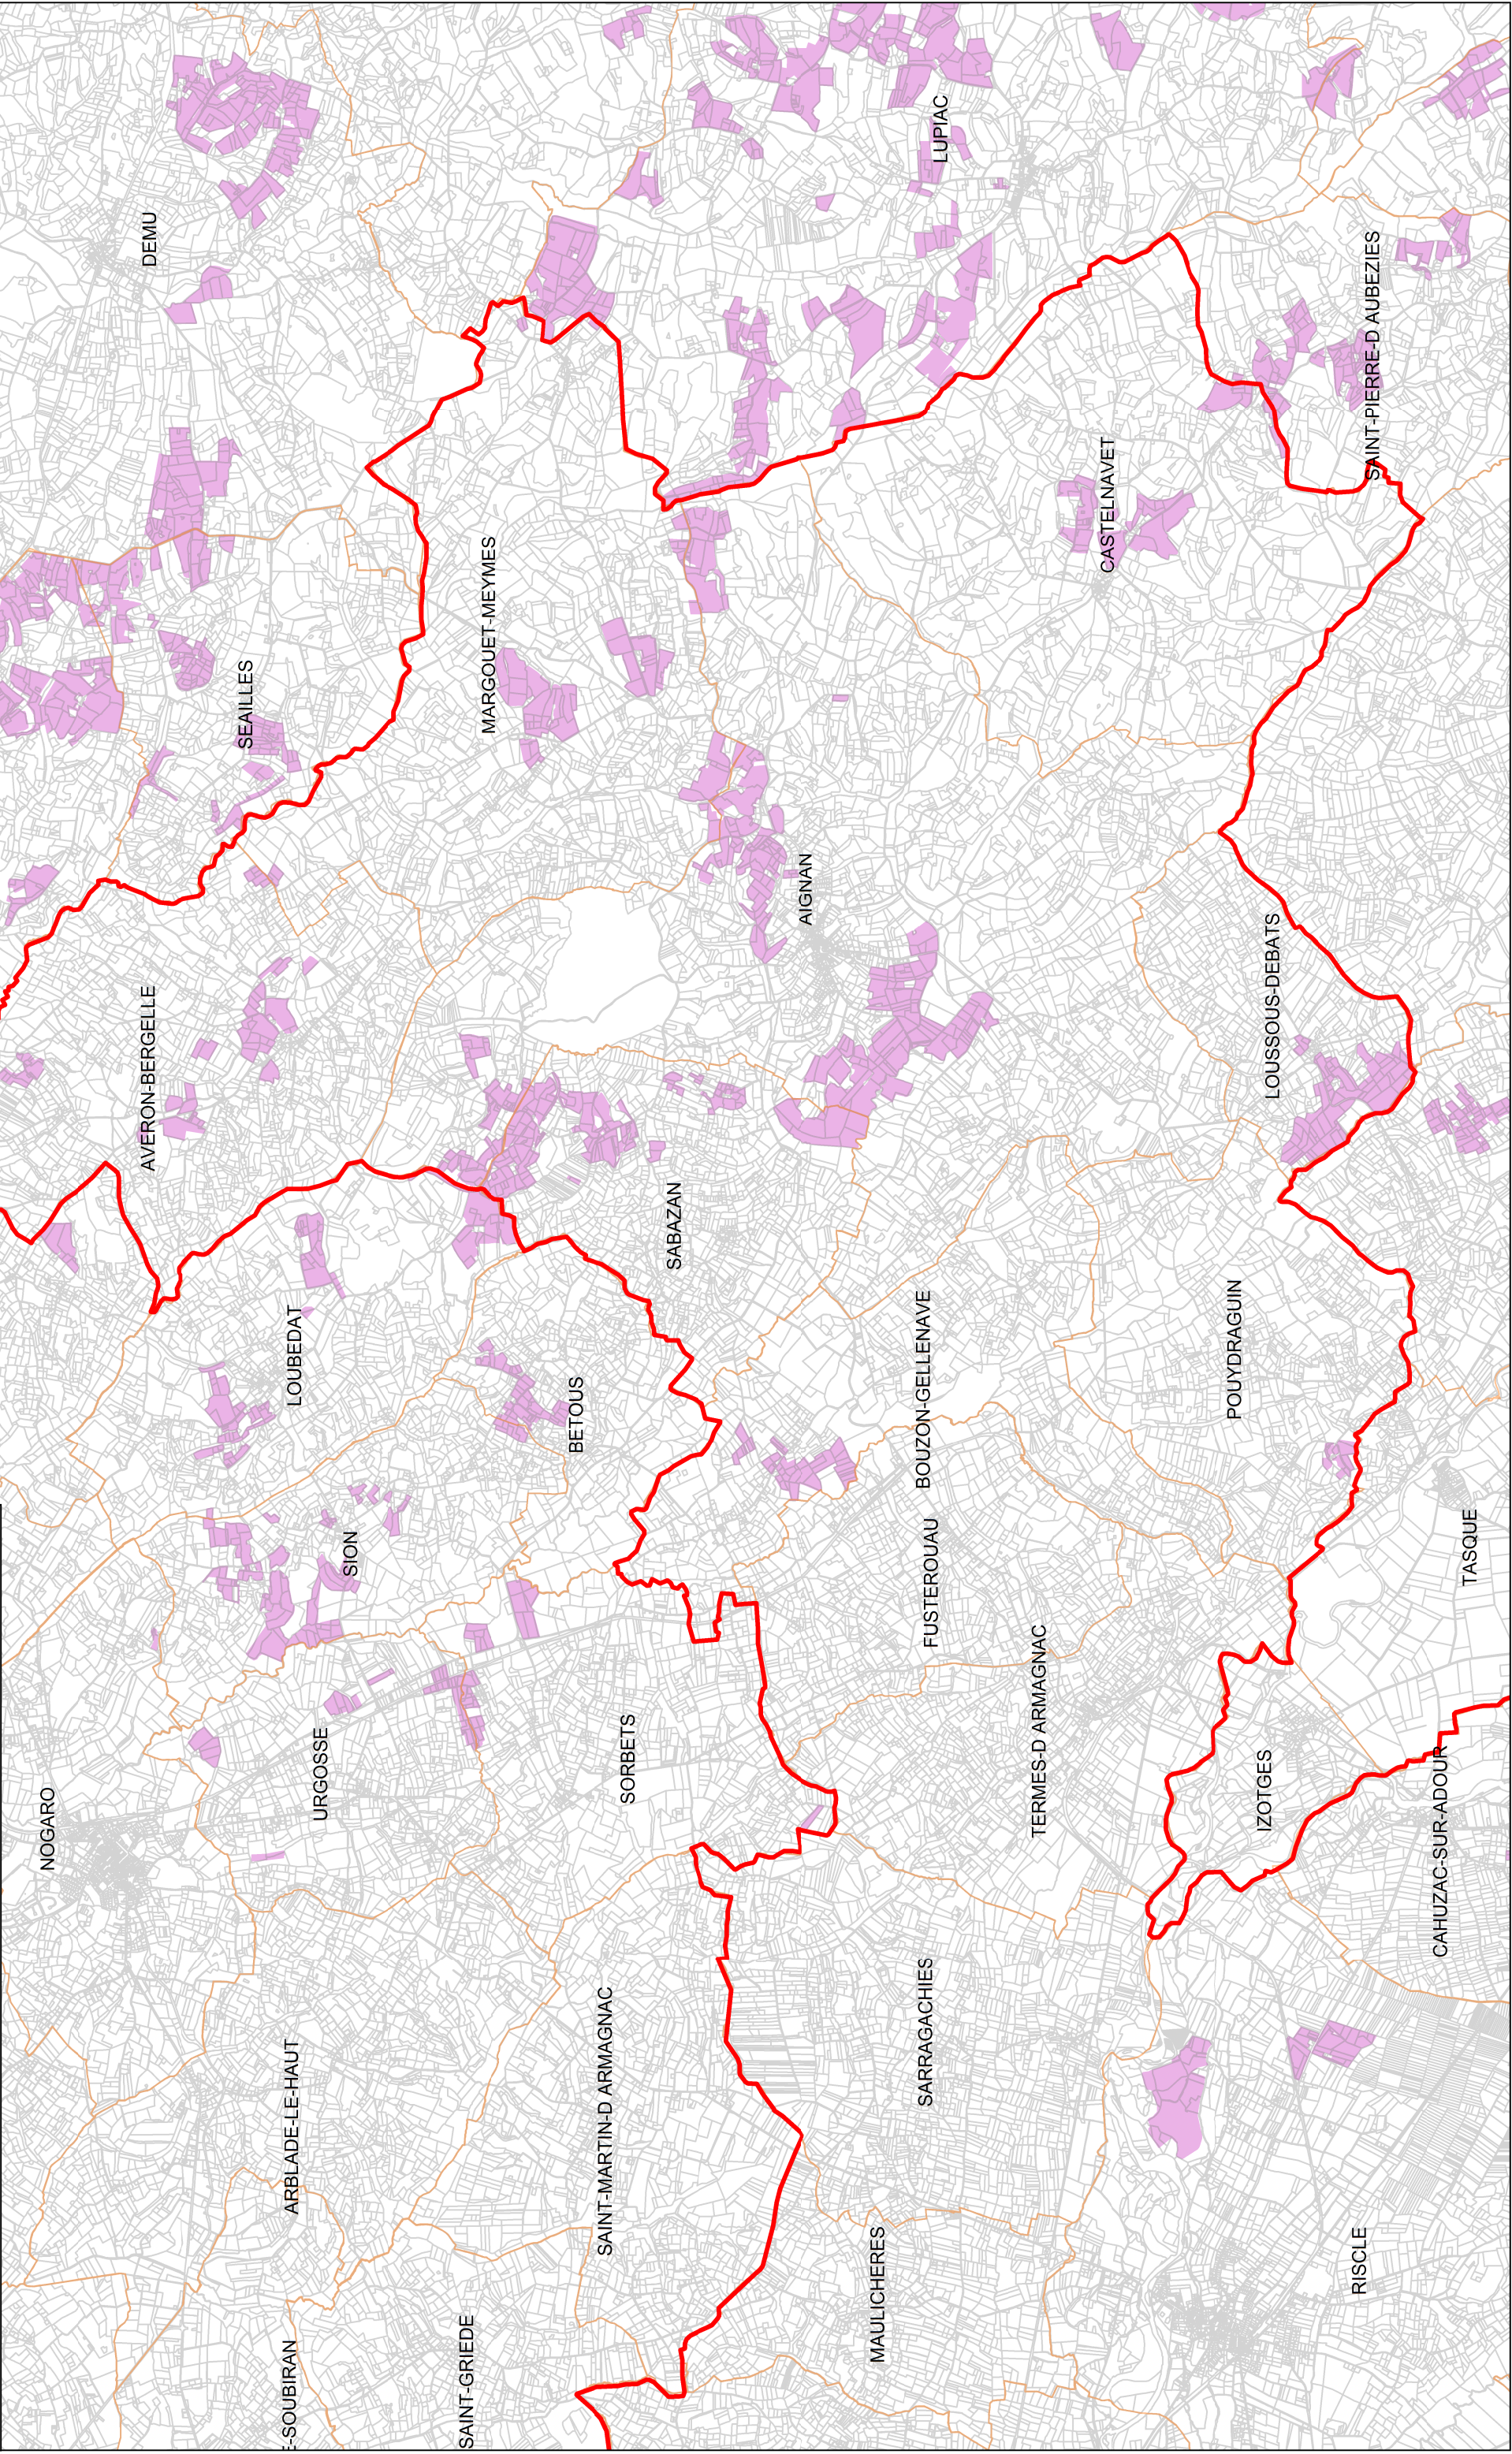 DEMU
LUPIAC
SAINT-PIERRE-D AUBEZIES
CASTELNAVET
MARGOUET-MEYMES
SEAILLES
AIGNAN
LOUSSOUS-DEBATS
AVERON-BERGELLE
SABAZAN
LOUBEDAT
BETOUS
BOUZON-GELLENAVE
POUYDRAGUIN
SION
FUSTEROUAU
TASQUE
TERMES-D ARMAGNAC
SORBETS
URGOSSE
NOGARO
IZOTGES
CAHUZAC-SUR-ADOUR
SARRAGACHIES
SAINT-MARTIN-D ARMAGNAC
ARBLADE-LE-HAUT
MAULICHERES
RISCLE
SAINT-GRIEDE
-SOUBIRAN